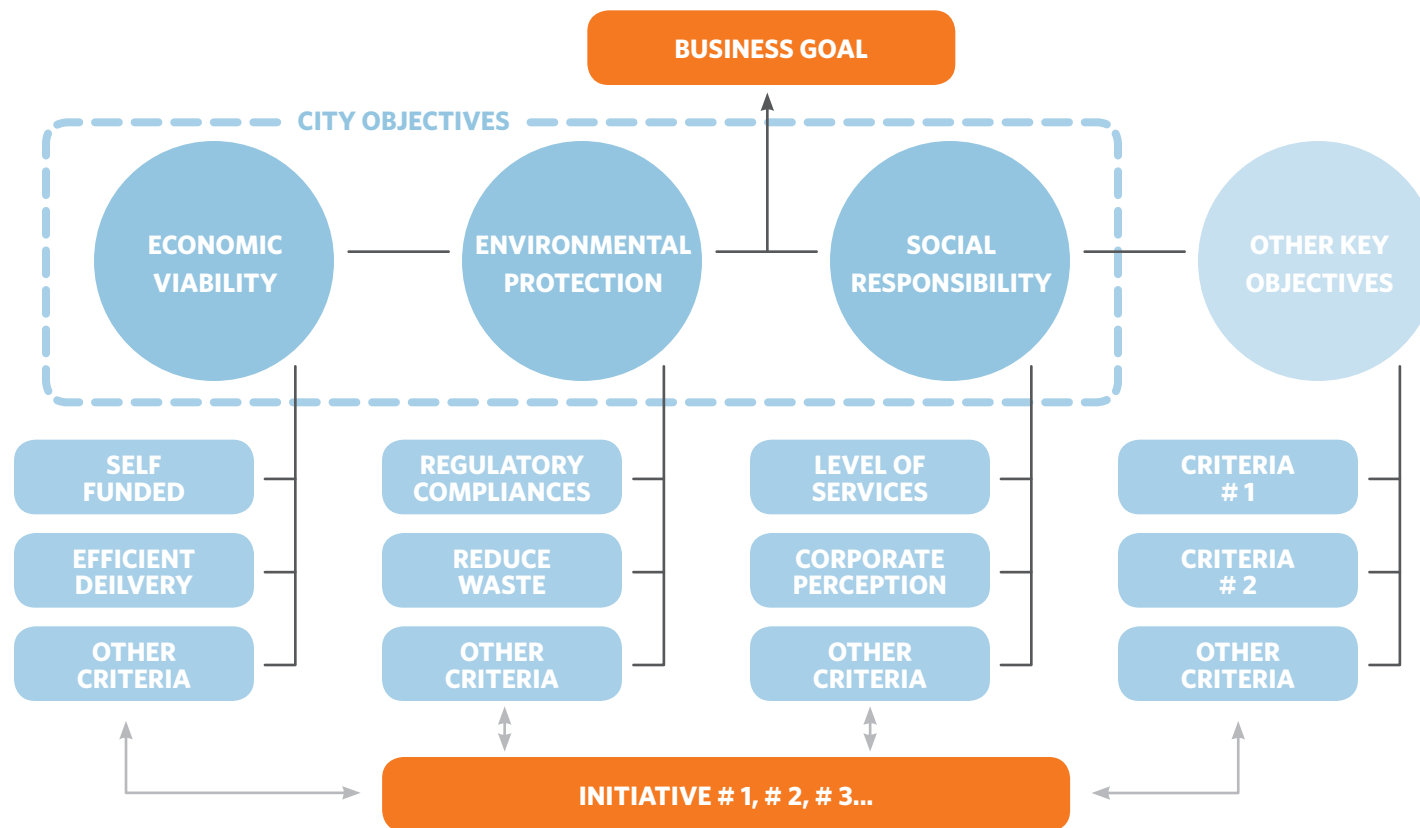 BUSINESS GOAL
CITY OBJECTIVES
ECONOMIC
VIABILITY
ENVIRONMENTAL
PROTECTION
SOCIAL
RESPONSIBILITY
OTHER KEY
OBJECTIVES
SELF
FUNDED
REGULATORY
COMPLIANCES
LEVEL OF
SERVICES
CRITERIA
# 1
EFFICIENT
DEILVERY
REDUCE
WASTE
CORPORATE
PERCEPTION
CRITERIA
# 2
OTHER
CRITERIA
OTHER
CRITERIA
OTHER
CRITERIA
OTHER
CRITERIA
INITIATIVE # 1, # 2, # 3...